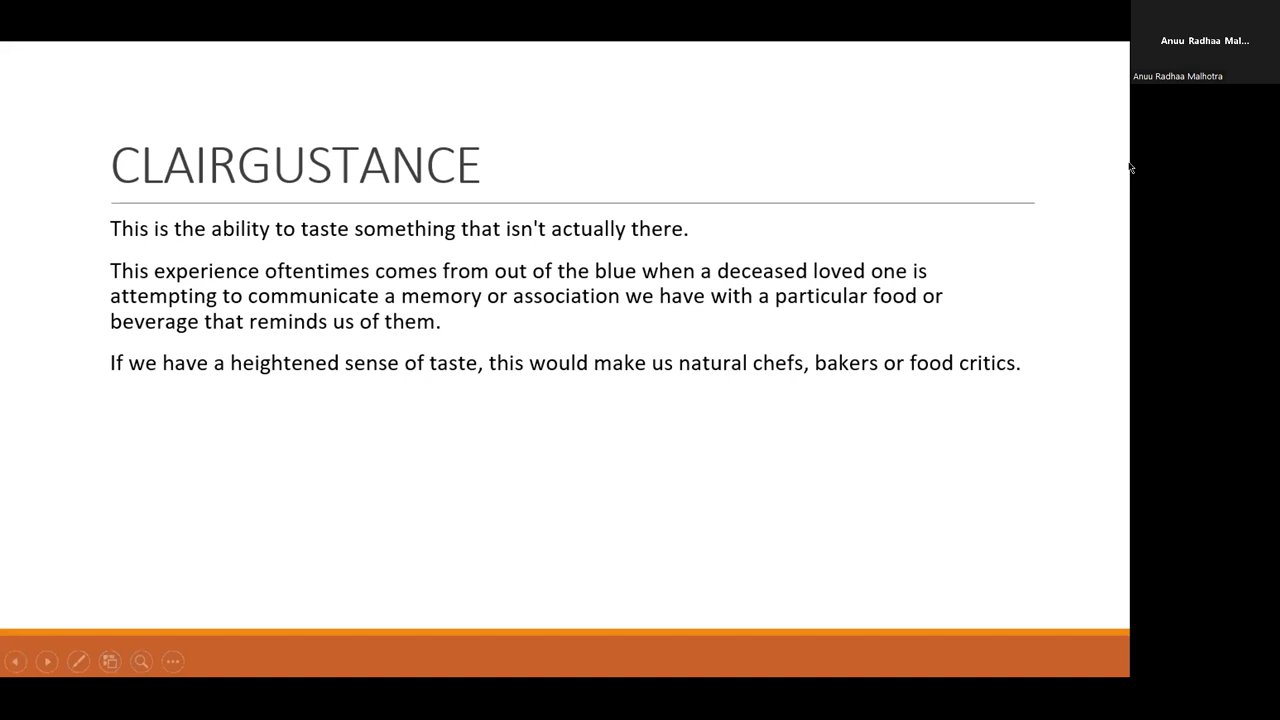 Anuu Radhaa Mal...
Anuu Radhaa Malhotra
CLAIRGUSTANCE
This is the ability to taste something that isn't actually there.
This experience oftentimes comes from out of the blue when a deceased loved one is
attempting to communicate a memory or association we have with a particular food or
beverage that reminds us of them.
If we have a heightened sense of taste, this would make us natural chefs, bakers or food critics.